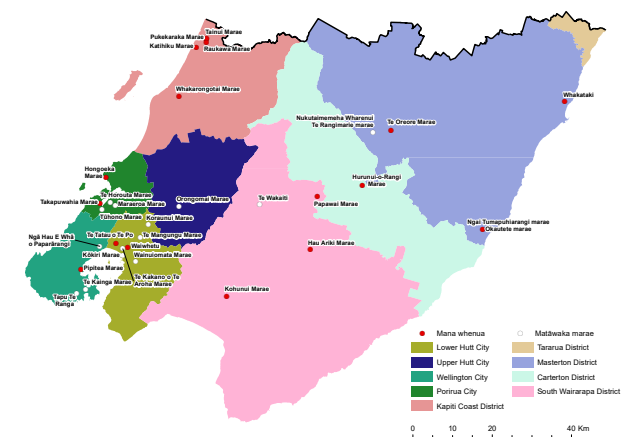 Tainui Marae
Pukekaraka Marae
Katihiku Marae
Raukawa Marae
Whakarongotai Marae
Whakataki
Nukutaimemeha Wharenui
Te Rangimarie marae
Te Oreore Marae
Hongoeka
Marae
Hurunui-o-Rangi
Marae
Te Horouta Marae
Takapuwahia
Maraeroa Marae
Orongomai Marae
Te Wakaiti
Papawai Marae
Tūhono Marae
Koraunui Marae
Ngai Tumapuhiarangi marae
Okautete marae
Ngā Hau E Whā
o Paparārangi
Te Tatau o Te Po
Te Mangungu Marae
Waiwhetu
Hau Ariki Marae
Kōkiri Marae
Wainuiomata Marae
Pipitea Marae
Te Kainga Marae
Te Kakano o Te
Aroha Marae
Tapu Te
Ranga
Kohunui Marae
Mana whenua
Matāwaka marae
Lower Hutt City
Tararua District
Upper Hutt City
Masterton District
Wellington City
Carterton District
Porirua City
South Wairarapa District
Kapiti Coast District
0 10 20 40 Km